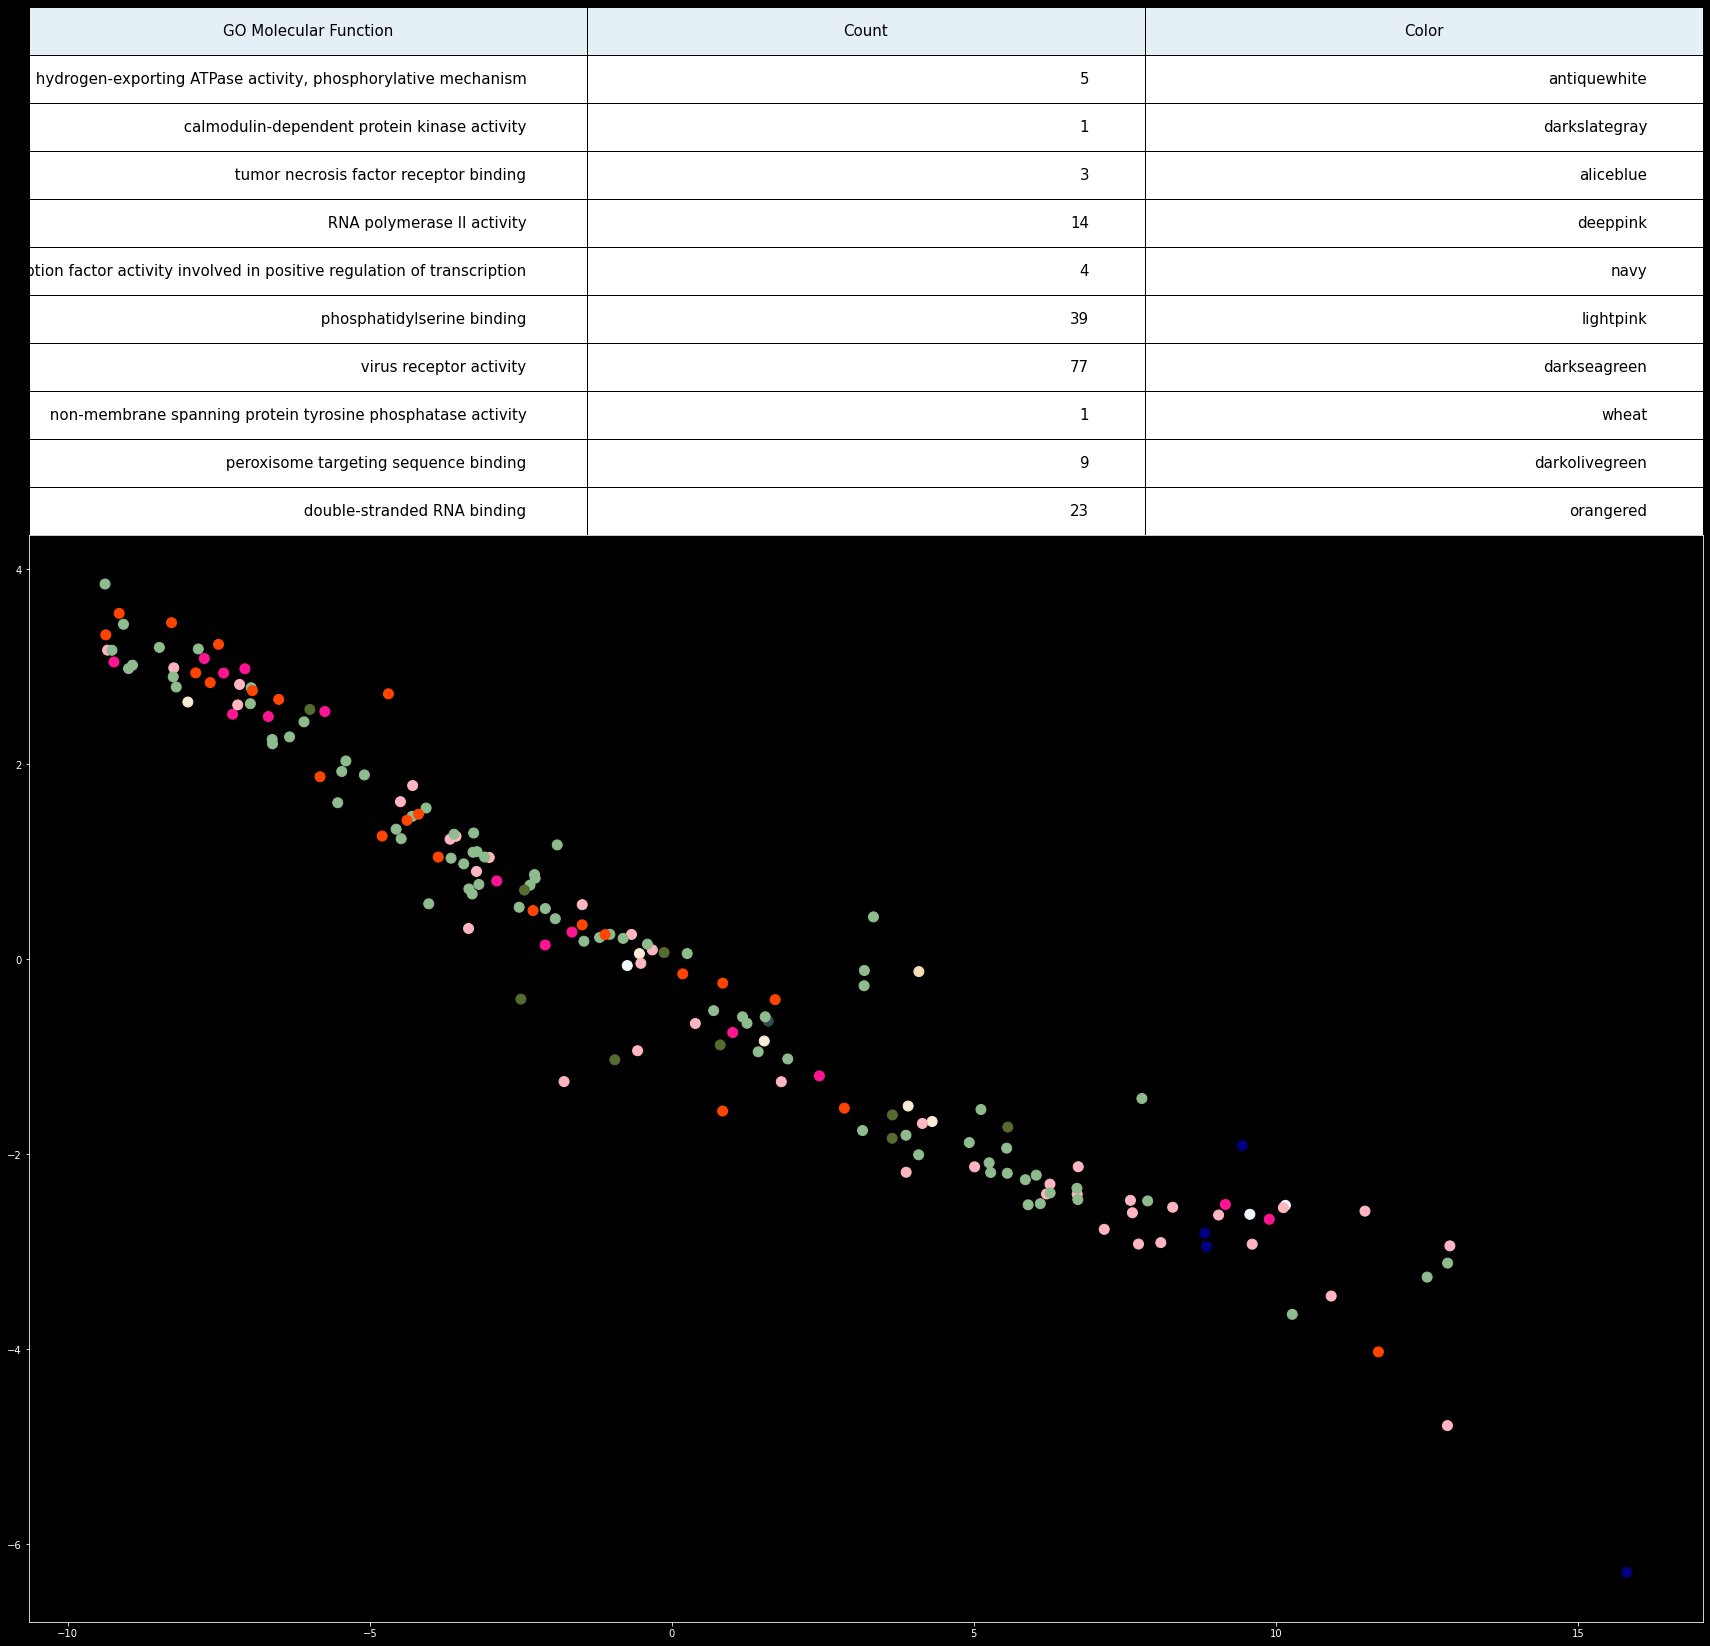 GO Molecular Function Count Color
hydrogen-exporting ATPase activity, phosphorylative mechanism 5 antiquewhite
calmodulin-dependent protein kinase activity 1 darkslategray
tumor necrosis factor receptor binding 3 aliceblue
RNA polymerase II activity 14 deeppink
factor activity involved in positive regulation of transcription 4 navy
phosphatidylserine binding 39 lightpink
virus receptor activity 77 darkseagreen
non-membrane spanning protein tyrosine phosphatase activity 1 wheat
peroxisome targeting sequence binding 9 darkolivegreen
double-stranded RNA binding 23 orangered
4
2
0
−2
−4
−6
−10 −5 0 5 10 15